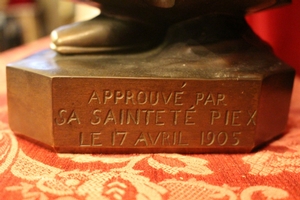 APPROUVÉ PAR
SA SAINTETÉ PIE X
LE 17 AVRIL 1905